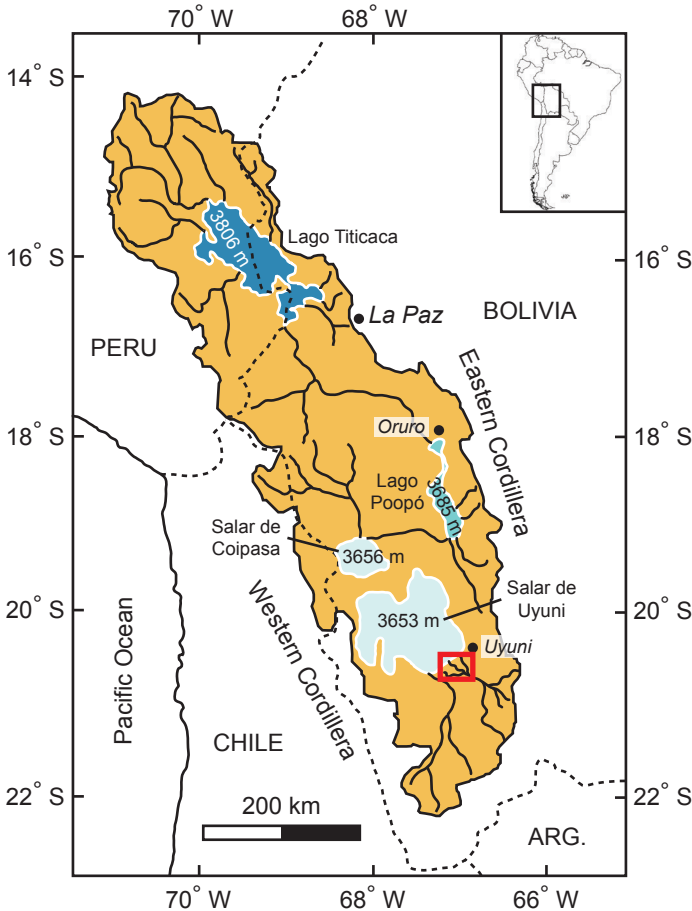 70° W
68° W
14° S
3806 m
Lago Titicaca
16° S
16° S
La Paz
BOLIVIA
PERU
Eastern Cordillera
Oruro
18° S
18° S
Lago
Poopó
3685 m
Salar de
Coipasa
3656 m
Salar de
Uyuni
20° S
20° S
3653 m
Uyuni
Western Cordillera
Pacific Ocean
CHILE
22° S
22° S
200 km
ARG.
70° W
68° W
66° W